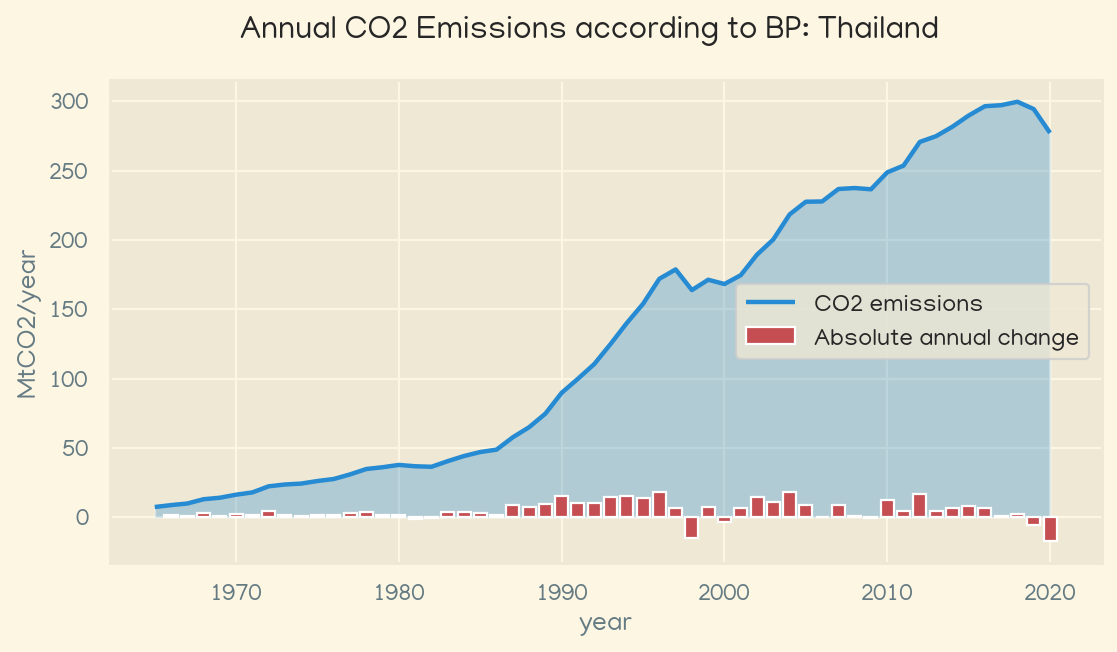 Annual CO2 Emissions according to BP: Thailand
300
250
200
150
100
50
0
MtCO2/year
CO2 emissions
Absolute annual change
1970 1980 1990 2000 2010 2020
year